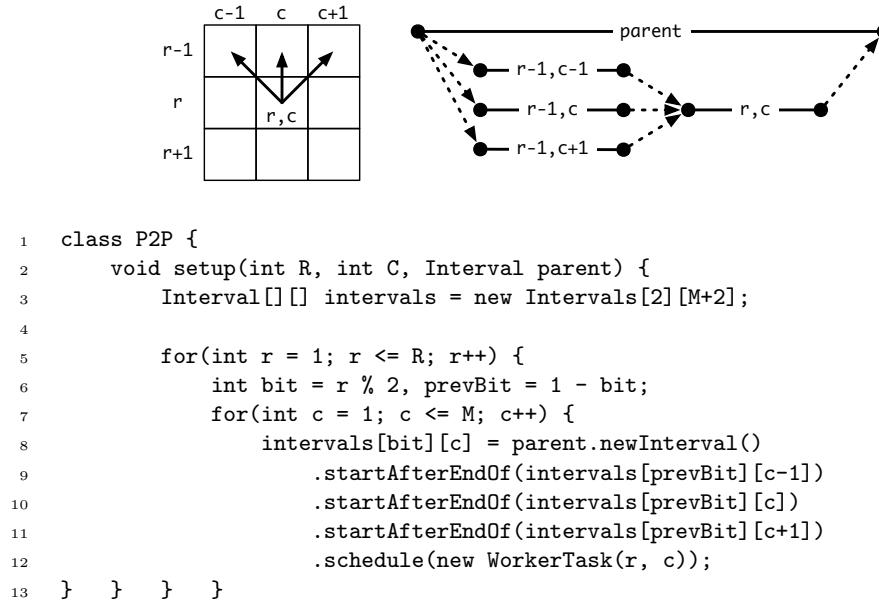 c-1 c c+1
r-1
r
r,c
r+1
parent
r-1,c-1
r-1,c
r,c
r-1,c+1
1 class P2P {
2 void setup(int R, int C, Interval parent) {
3 Interval[][] intervals = new Intervals[2][M+2];
4
5 for(int r = 1; r <= R; r++) {
6 int bit = r % 2, prevBit = 1 - bit;
7 for(int c = 1; c <= M; c++) {
8 intervals[bit][c] = parent.newInterval()
9 .startAfterEndOf(intervals[prevBit][c-1])
10 .startAfterEndOf(intervals[prevBit][c])
11 .startAfterEndOf(intervals[prevBit][c+1])
12 .schedule(new WorkerTask(r, c));
13 } } } }